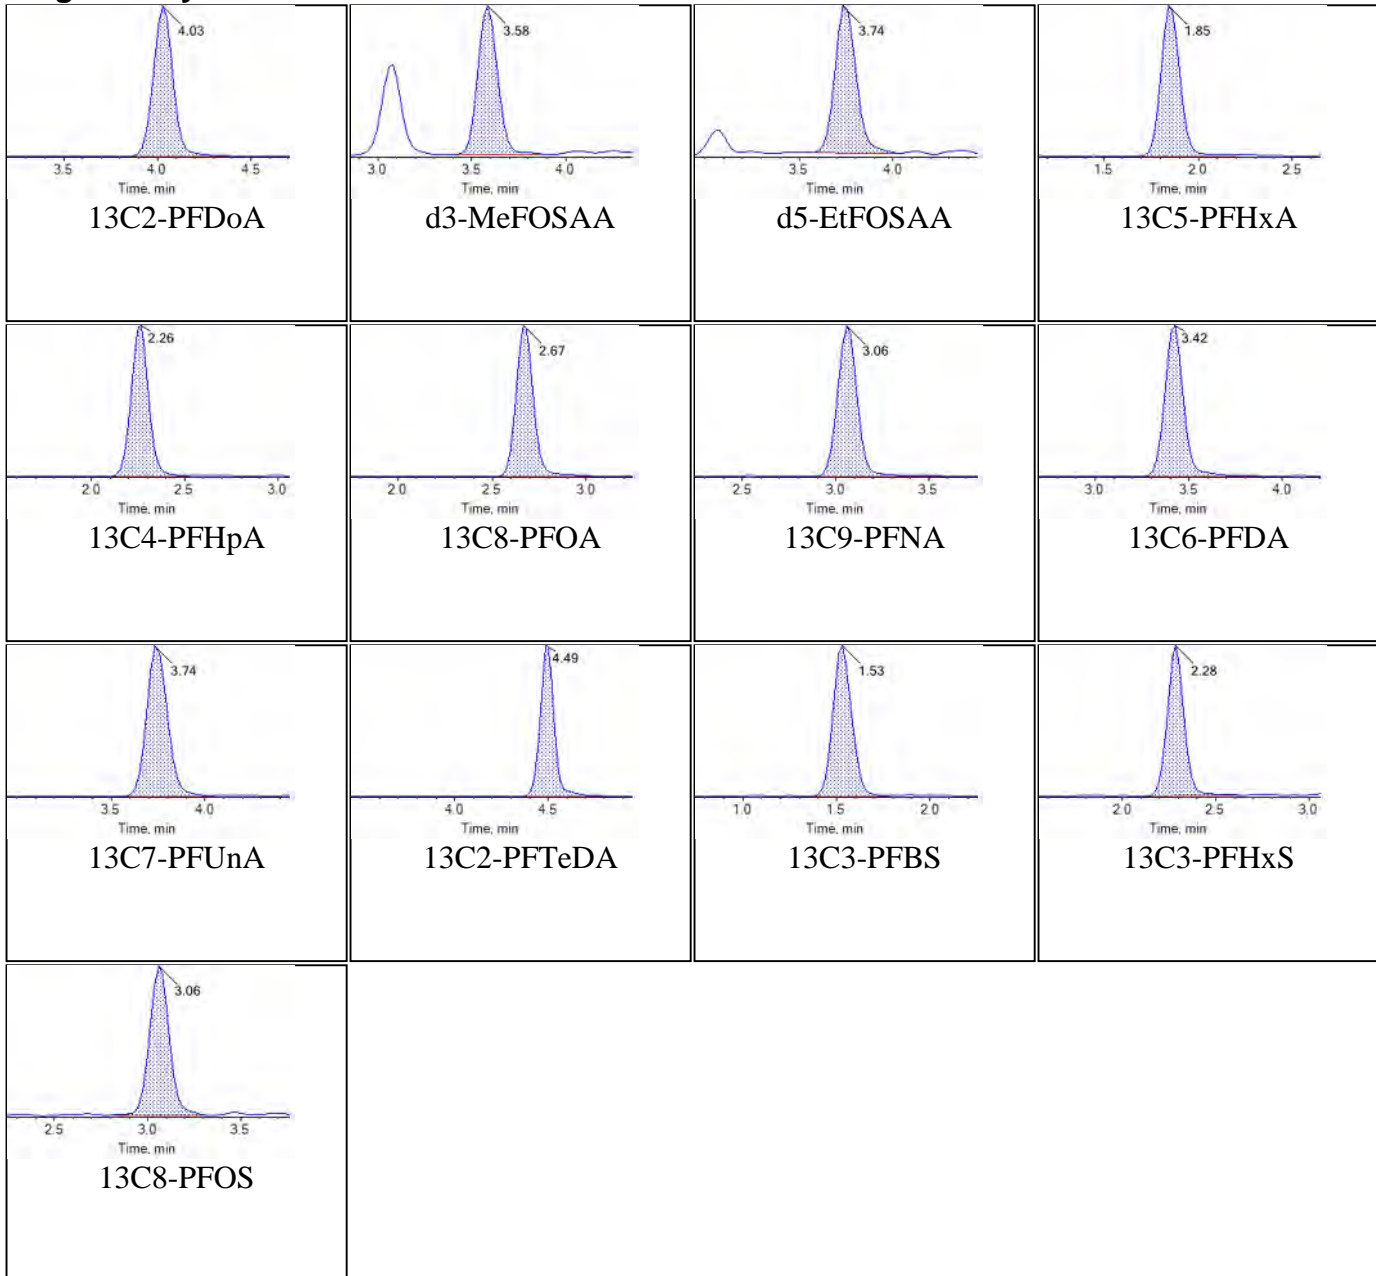 4.03
3.5 4.0 4.5
Time, min
13C2-PFDoA
3.58
3.0 3.5 4.0
Time, min
d3-MeFOSAA
3.74
3.5 4.0
Time, min
d5-EtFOSAA
1.85
1.5 2.0 2.5
Time, min
13C5-PFHxA
2.26
2.0 2.5 3.0
Time, min
13C4-PFHpA
2.67
2.0 2.5 3.0
Time, min
13C8-PFOA
3.06
2.5 3.0 3.5
Time, min
13C9-PFNA
3.42
3.0 3.5 4.0
Time, min
13C6-PFDA
3.74
3.5 4.0
Time, min
13C7-PFUnA
4.49
4.0 4.5
Time, min
13C2-PFTeDA
1.53
1.0 1.5 2.0
Time, min
13C3-PFBS
2.28
2.0 2.5 3.0
Time, min
13C3-PFHxS
3.06
2.5 3.0 3.5
Time, min
13C8-PFOS